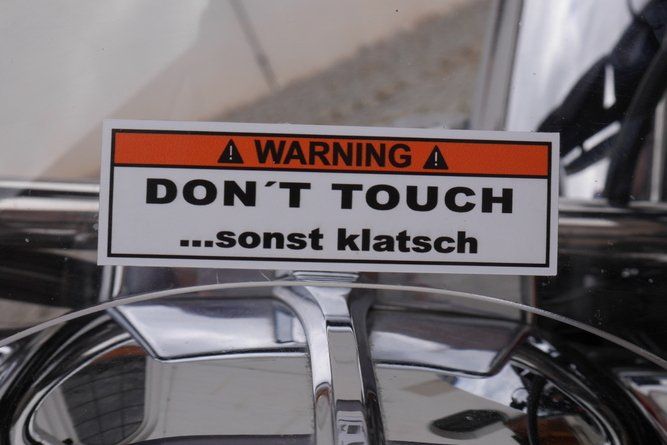 WARNING
DON´T TOUCH
...sonst klatsch